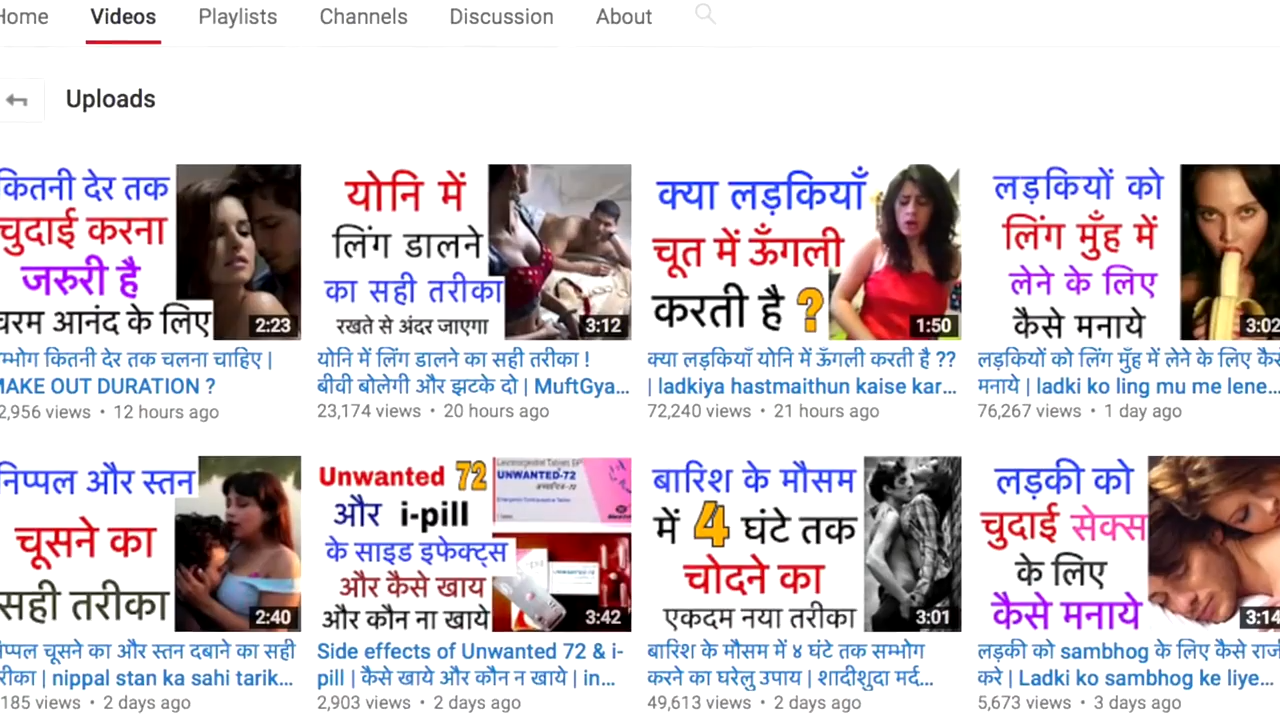 Home Videos Playlists Channels Discussion About
Uploads
कितनी देर तक
चुदाई करना
जरुरी है
चरम आनंद के लिए
2:23
म्भोग कितनी देर तक चलना चाहिए |
MAKE OUT DURATION ?
2,956 views • 12 hours ago
योनि में
लिंग डालने
का सही तरीका
रखते से अंदर जाएगा
3:12
योनि में लिंग डालने का सही तरीका !
बीवी बोलेगी और झटके दो | MuftGya...
23,174 views • 20 hours ago
क्या लड़कियाँ
चूत में ऊँगली
करती है ?
1:50
क्या लड़कियाँ योनि में ऊँगली करती है ??
| ladkiya hastmaithun kaise kar...
72,240 views • 21 hours ago
लड़कियों को
लिंग मुँह में
लेने के लिए
कैसे मनाये
3:02
लड़कियों को लिंग मुँह में लेने के लिए कैसे
मनाये | ladki ko ling mu me lene...
76,267 views • 1 day ago
निप्पल और स्तन
चूसने का
सही तरीका
2:40
निप्पल चूसने का और स्तन दबाने का सही
तरीका | nippal stan ka sahi tarik...
185 views • 2 days ago
Unwanted 72
और i-pill
के साइड इफेक्ट्स
और कैसे खाय
और कौन ना खाये
UNWANTED-72
3:42
Side effects of Unwanted 72 & i-
pill | कैसे खाये और कौन न खाये | in...
2,903 views • 2 days ago
बारिश के मौसम
में 4 घंटे तक
चोदने का
एकदम नया तरीका
3:01
बारिश के मौसम में ४ घंटे तक सम्भोग
करने का घरेलु उपाय | शादीशुदा मर्द...
49,613 views • 2 days ago
लड़की को
चुदाई सेक्स
के लिए
कैसे मनाये
3:14
लड़की को sambhog के लिए कैसे राज
करे | Ladki ko sambhog ke liye...
5,673 views • 3 days ago